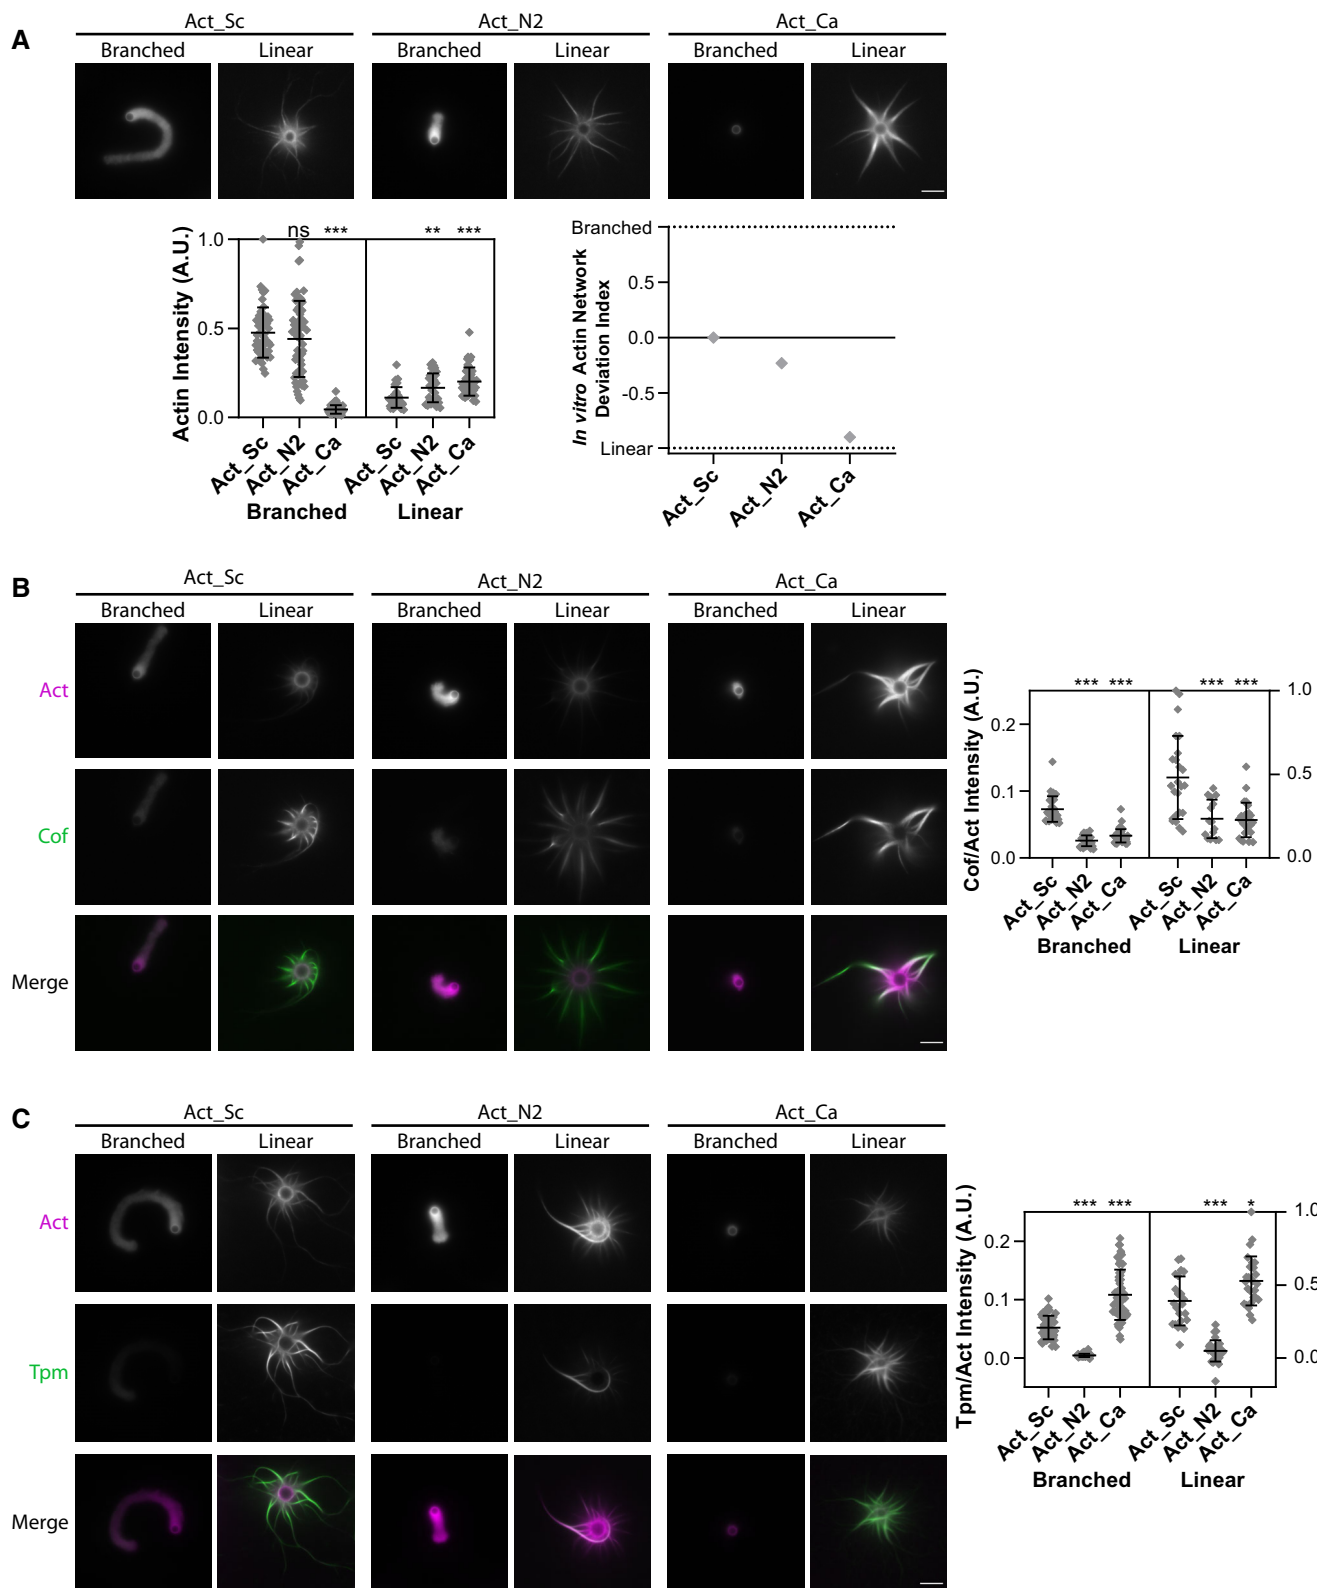 A
Act_Sc
Act_N2
Act_Ca
Branched
Linear
Branched
Linear
Branched
Linear
Actin Intensity (A.U.)
1.0
0.5
0.0
ns
***
**
***
Act_Sc
Act_N2
Act_Ca
Act_Sc
Act_N2
Act_Ca
Branched
Linear
In vitro Actin Network
Deviation Index
Branched
0.5
0.0
-0.5
Linear
Act_Sc
Act_N2
Act_Ca
B
Act_Sc
Act_N2
Act_Ca
Branched
Linear
Branched
Linear
Branched
Linear
Act
Cof
Merge
Cof/Act Intensity (A.U.)
0.2
0.1
0.0
***
***
***
***
1.0
0.5
0.0
Act_Sc
Act_N2
Act_Ca
Act_Sc
Act_N2
Act_Ca
Branched
Linear
C
Act_Sc
Act_N2
Act_Ca
Branched
Linear
Branched
Linear
Branched
Linear
Act
Tpm
Merge
Tpm/Act Intensity (A.U.)
0.2
0.1
0.0
***
***
***
*
1.0
0.5
0.0
Act_Sc
Act_N2
Act_Ca
Act_Sc
Act_N2
Act_Ca
Branched
Linear